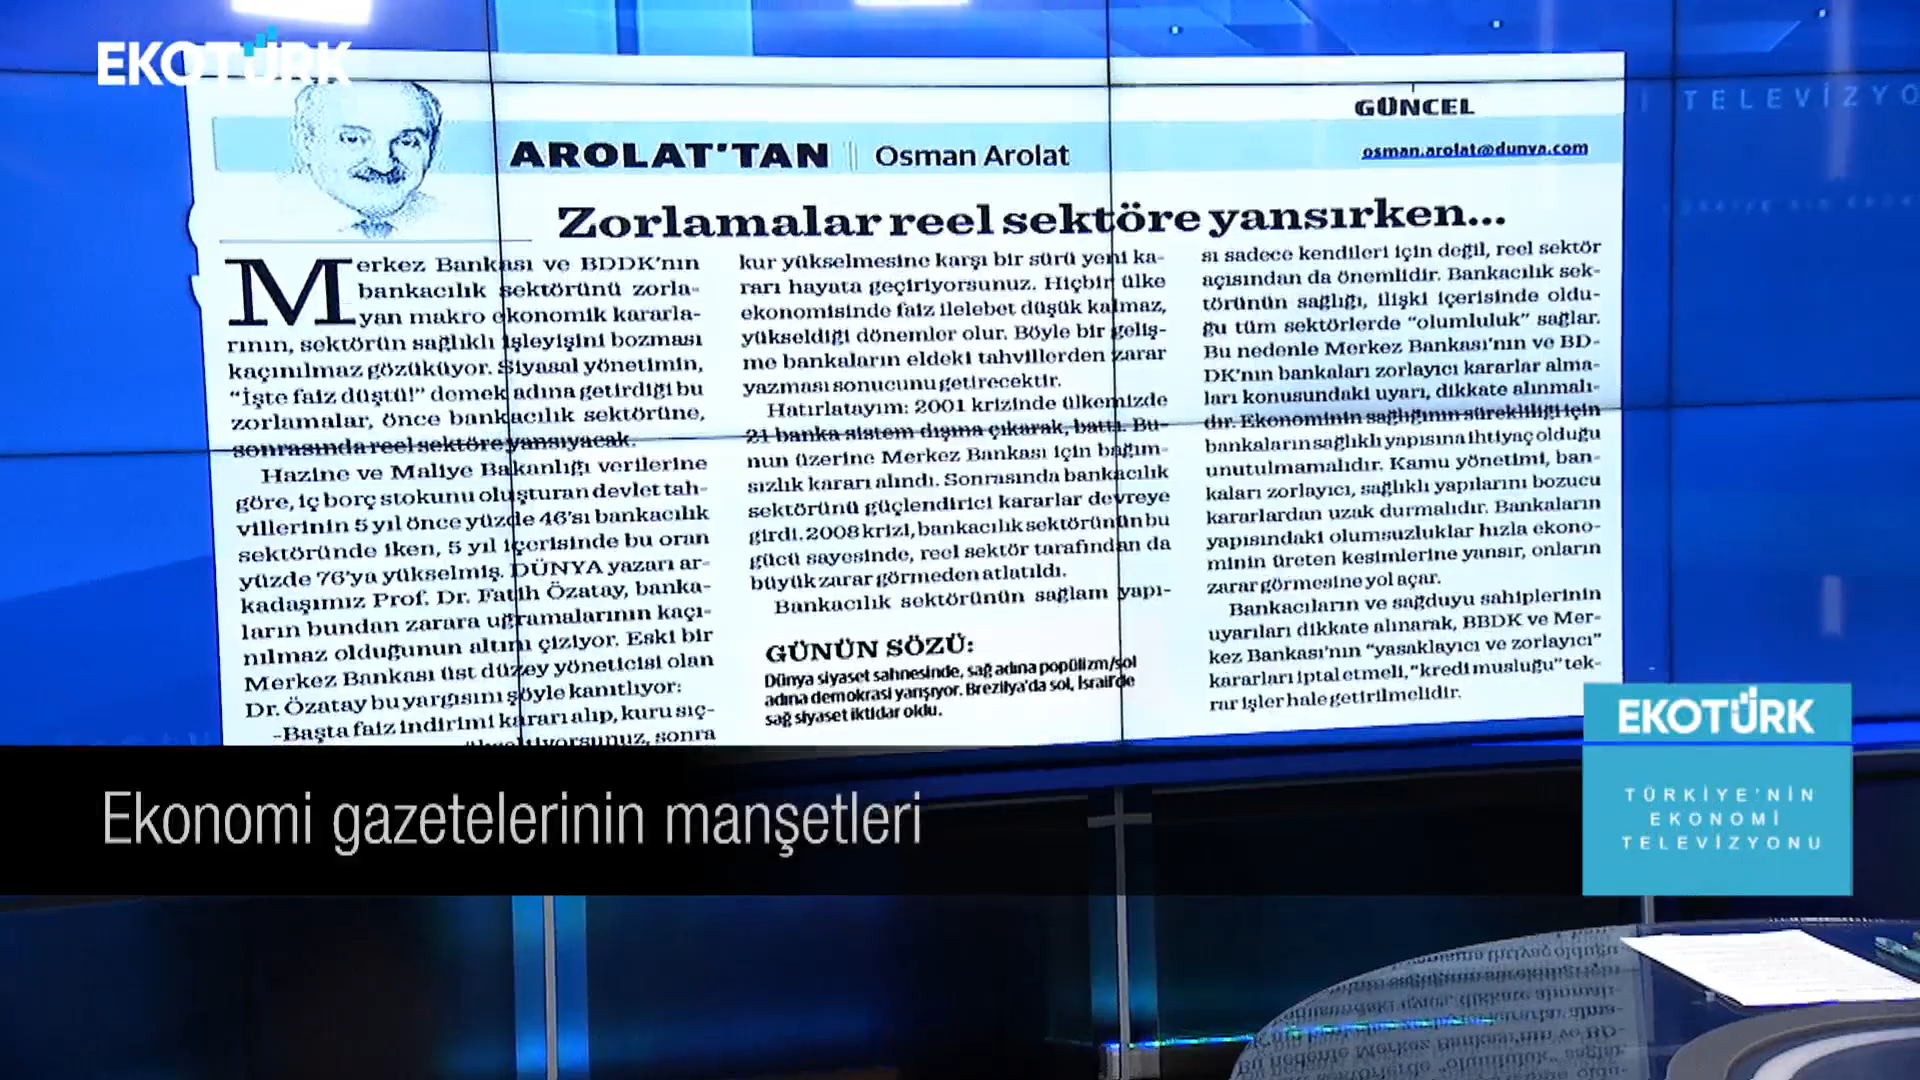 EKOTÜRK
TELEVİZYO
GÜNCEL
AROLAT'TAN | Osman Arolat
osman.arolat@dunya.com
Zorlamalar reel sektöre yansırken...
Merkez Bankası ve BDDK'nın
bankacılık sektörünü zorla-
yan makro ekonomik kararla-
rının, sektörün sağlıklı işleyişini bozması
kaçınılmaz gözüküyor. Siyasal yönetimin,
"İşte faiz düştü!" demek adına getirdiği bu
zorlamalar, önce bankacılık sektörüne,
sonrasında reel sektöre yansıyacak.
Hazine ve Maliye Bakanlığı verilerine
göre, iç borç stokunu oluşturan devlet tah-
villerinin 5 yıl önce yüzde 46'sı bankacılık
sektöründe iken, 5 yıl içerisinde bu oran
yüzde 76'ya yükselmiş. DÜNYA yazarı ar-
kadaşımız Prof. Dr. Fatih Özatay, banka-
ların bundan zarara uğramalarının kaçı-
nılmaz olduğunun altını çiziyor. Eski bir
Merkez Bankası üst düzey yöneticisi olan
Dr. Özatay bu yargısını şöyle kanıtlıyor:
-Başta faiz indirimi kararı alıp, kuru sıç-
sonra
kur yükselmesine karşı bir sürü yeni ka-
rarı hayata geçiriyorsunuz. Hiçbir ülke
ekonomisinde faiz ilelebet düşük kalmaz,
yükseldiği dönemler olur. Böyle bir geliş-
me bankaların eldeki tahvillerden zarar
yazması sonucunu getirecektir.
Hatırlatayım: 2001 krizinde ülkemizde
21 banka sistem dışına çıkarak, battı. Bu-
nun üzerine Merkez Bankası için bağım-
sızlık kararı alındı. Sonrasında bankacılık
sektörünü güçlendirici kararlar devreye
girdi. 2008 krizi, bankacılık sektörünün bu
gücü sayesinde, reel sektör tarafından da
büyük zarar görmeden atlatıldı.
Bankacılık sektörünün sağlam yapı-
GÜNÜN SÖZÜ:
Dünya siyaset sahnesinde, sağ adına popülizm/sol
adına demokrasi yarışıyor. Brezilya'da sol, İsrail'de
sağ siyaset iktidar oldu.
sı sadece kendileri için değil, reel sektör
açısından da önemlidir. Bankacılık sek-
törünün sağlığı, ilişki içerisinde oldu-
ğu tüm sektörlerde "olumluluk" sağlar.
Bu nedenle Merkez Bankası'nın ve BD-
DK'nın bankaları zorlayıcı kararlar alma-
ları konusundaki uyarı, dikkate alınmalı-
dır. Ekonominin sağlığının sürekliliği için
bankaların sağlıklı yapısına ihtiyaç olduğu
unutulmamalıdır. Kamu yönetimi, ban-
kaları zorlayıcı, sağlıklı yapılarını bozucu
kararlardan uzak durmalıdır. Bankaların
yapısındaki olumsuzluklar hızla ekono-
minin üreten kesimlerine yansır, onların
zarar görmesine yol açar.
Bankacıların ve sağduyu sahiplerinin
uyarıları dikkate alınarak, BBDK ve Mer-
kez Bankası'nın "yasaklayıcı ve zorlayıcı"
kararları iptal etmeli, "kredi musluğu" tek-
rar işler hale getirilmelidir.
Ekonomi gazetelerinin manşetleri
EKOTÜRK
TÜRKİYE'NİN
EKONOMİ
TELEVİZYONU